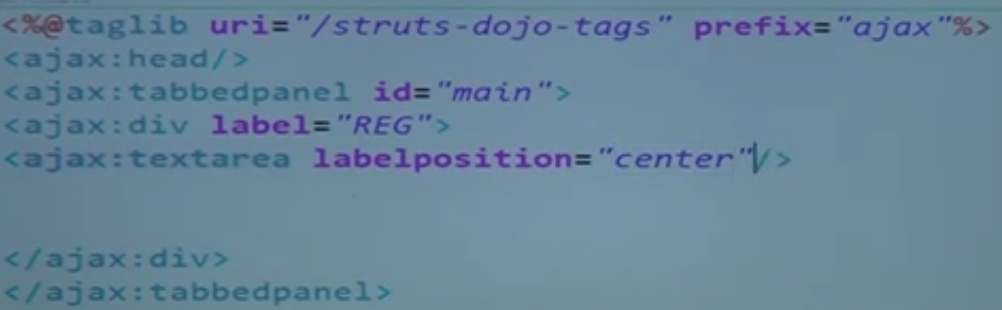 <%@taglib uri="/struts-dojo-tags" prefix="ajax"%>
<ajax:head/>
<ajax:tabbedpanel id="main">
<ajax:div label="REG">
<ajax:textarea labelposition="center"/>
</ajax:div>
</ajax:tabbedpanel>